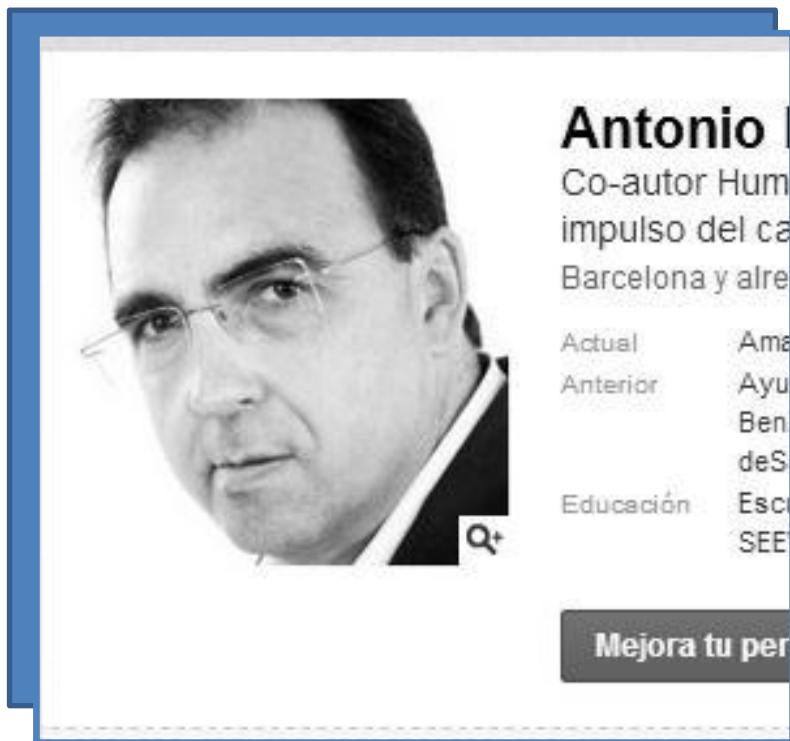 Antonio
Co-autor Hum
impulso del ca
Barcelona y alre
Actual Ama
Anterior Ayu
Ben
deS
Educación Escu
SEE
Mejora tu per